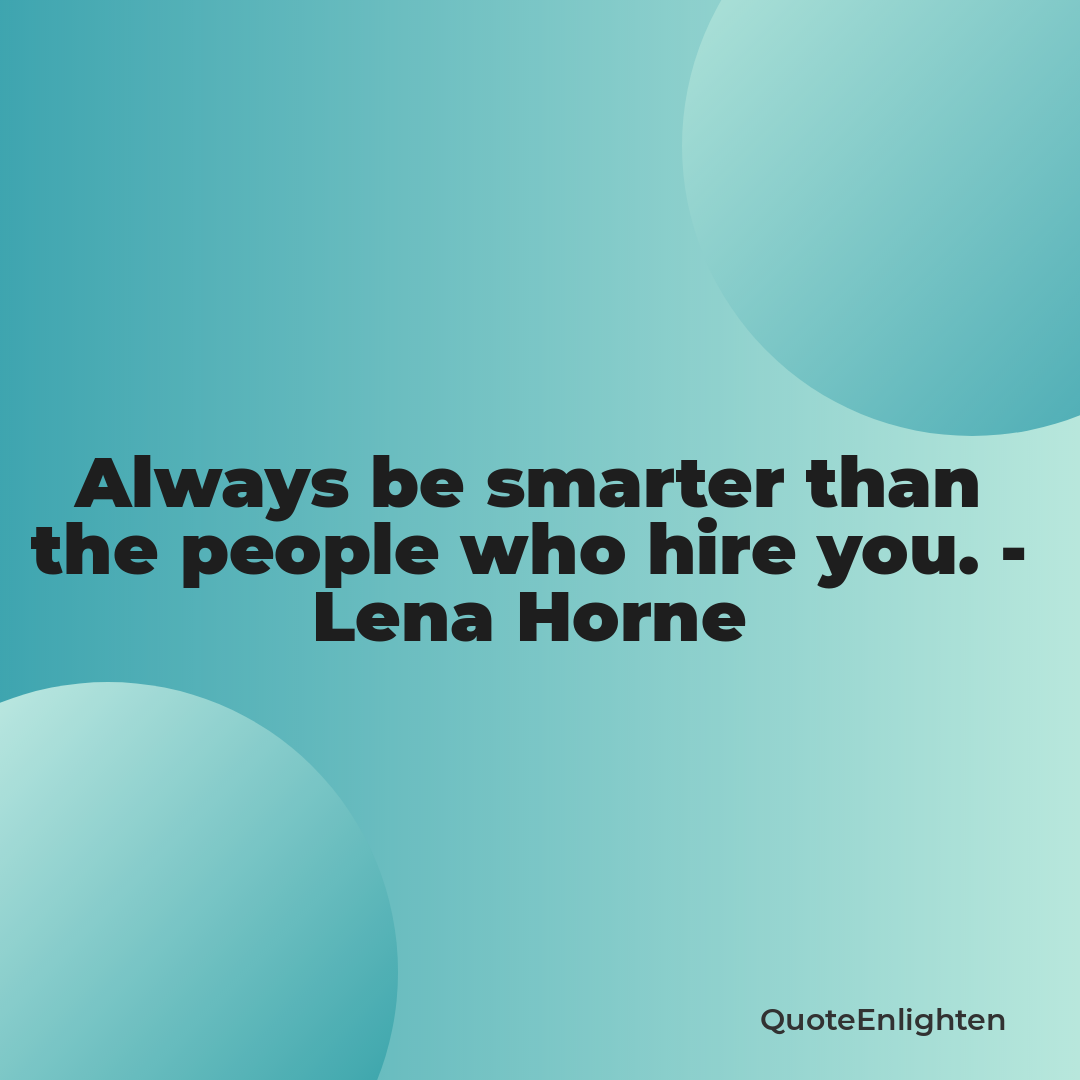 Always be smarter than
the people who hire you. -
Lena Horne
QuoteEnlighten